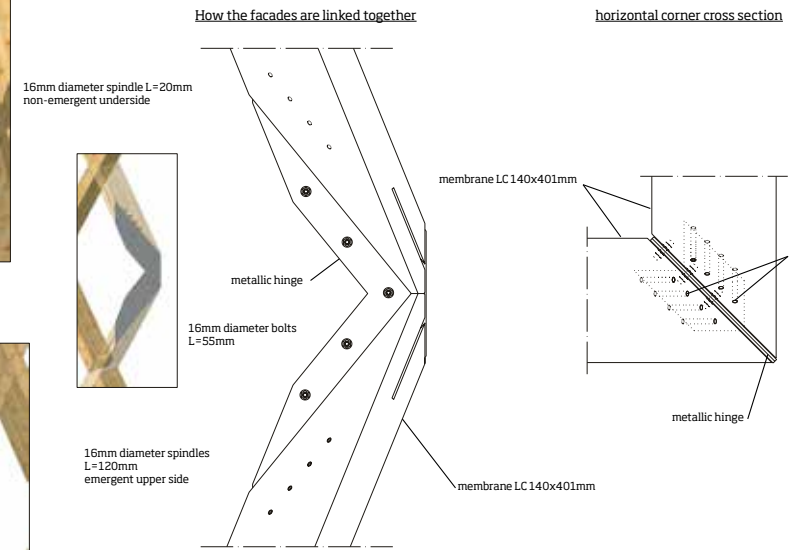 How the facades are linked together
horizontal corner cross section
16mm diameter spindle L=20mm
non-emergent underside
membrane LC 140x401mm
metallic hinge
16mm diameter bolts
L=55mm
metallic hinge
16mm diameter spindles
L=120mm
emergent upper side
membrane LC 140x401mm